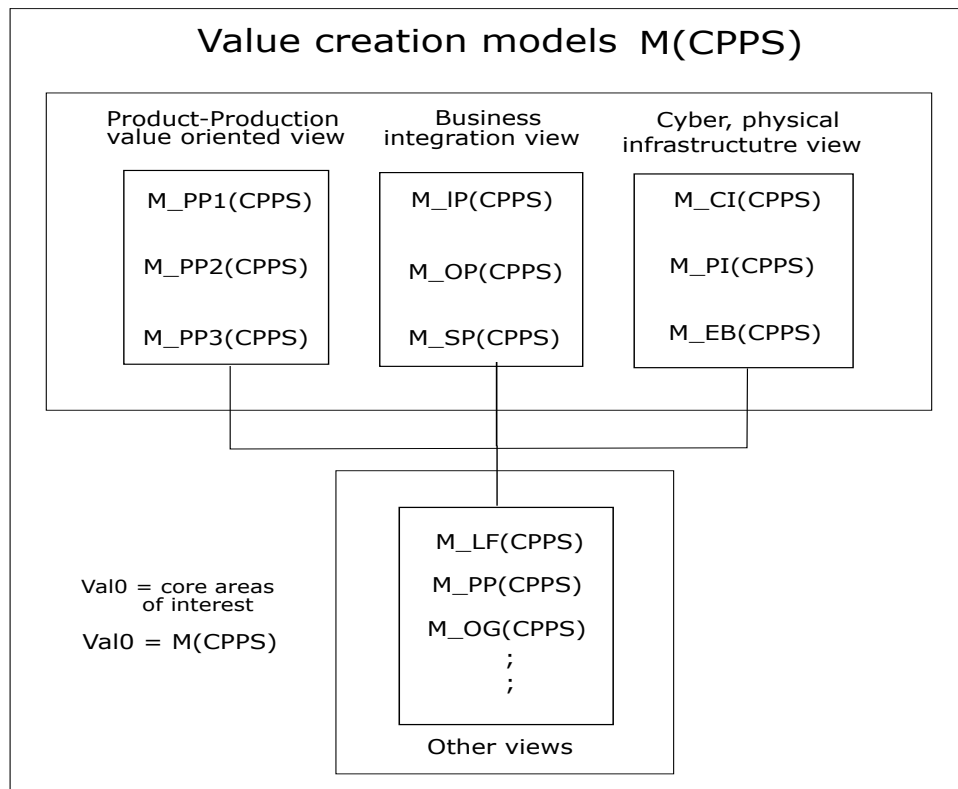 Value creation models M(CPPS)
Product-Production
value oriented view
M_PP1(CPPS)
M_PP2(CPPS)
M_PP3(CPPS)
Business
integration view
M_IP(CPPS)
M_OP(CPPS)
M_SP(CPPS)
Cyber, physical
infrastructutre view
M_CI(CPPS)
M_PI(CPPS)
M_EB(CPPS)
M_LF(CPPS)
M_PP(CPPS)
M_OG(CPPS)
;
;
Other views
Val0 = core areas
of interest
Val0 = M(CPPS)